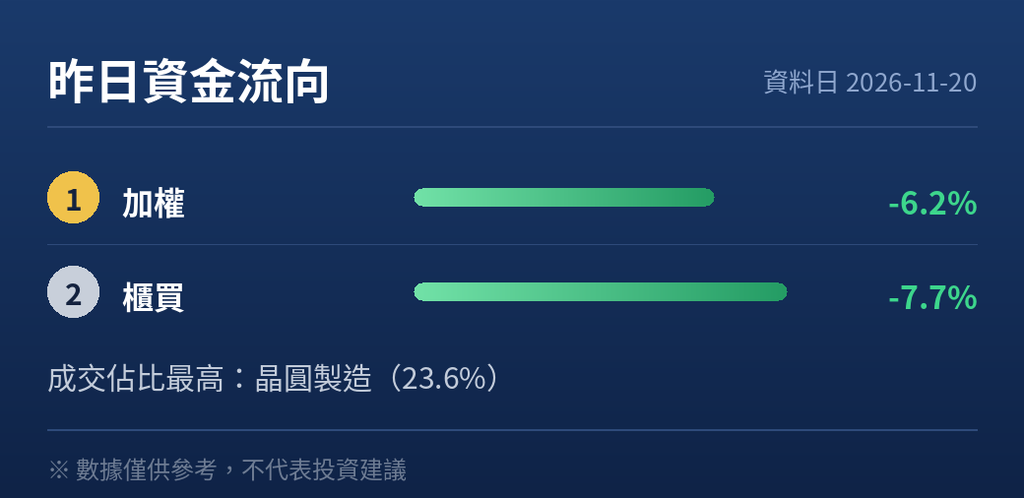 昨日資金流向
資料日 2026-11-20
1 加權 -6.2%
2 櫃買 -7.7%
成交佔比最高：晶圓製造（23.6%）
※ 數據僅供參考，不代表投資建議